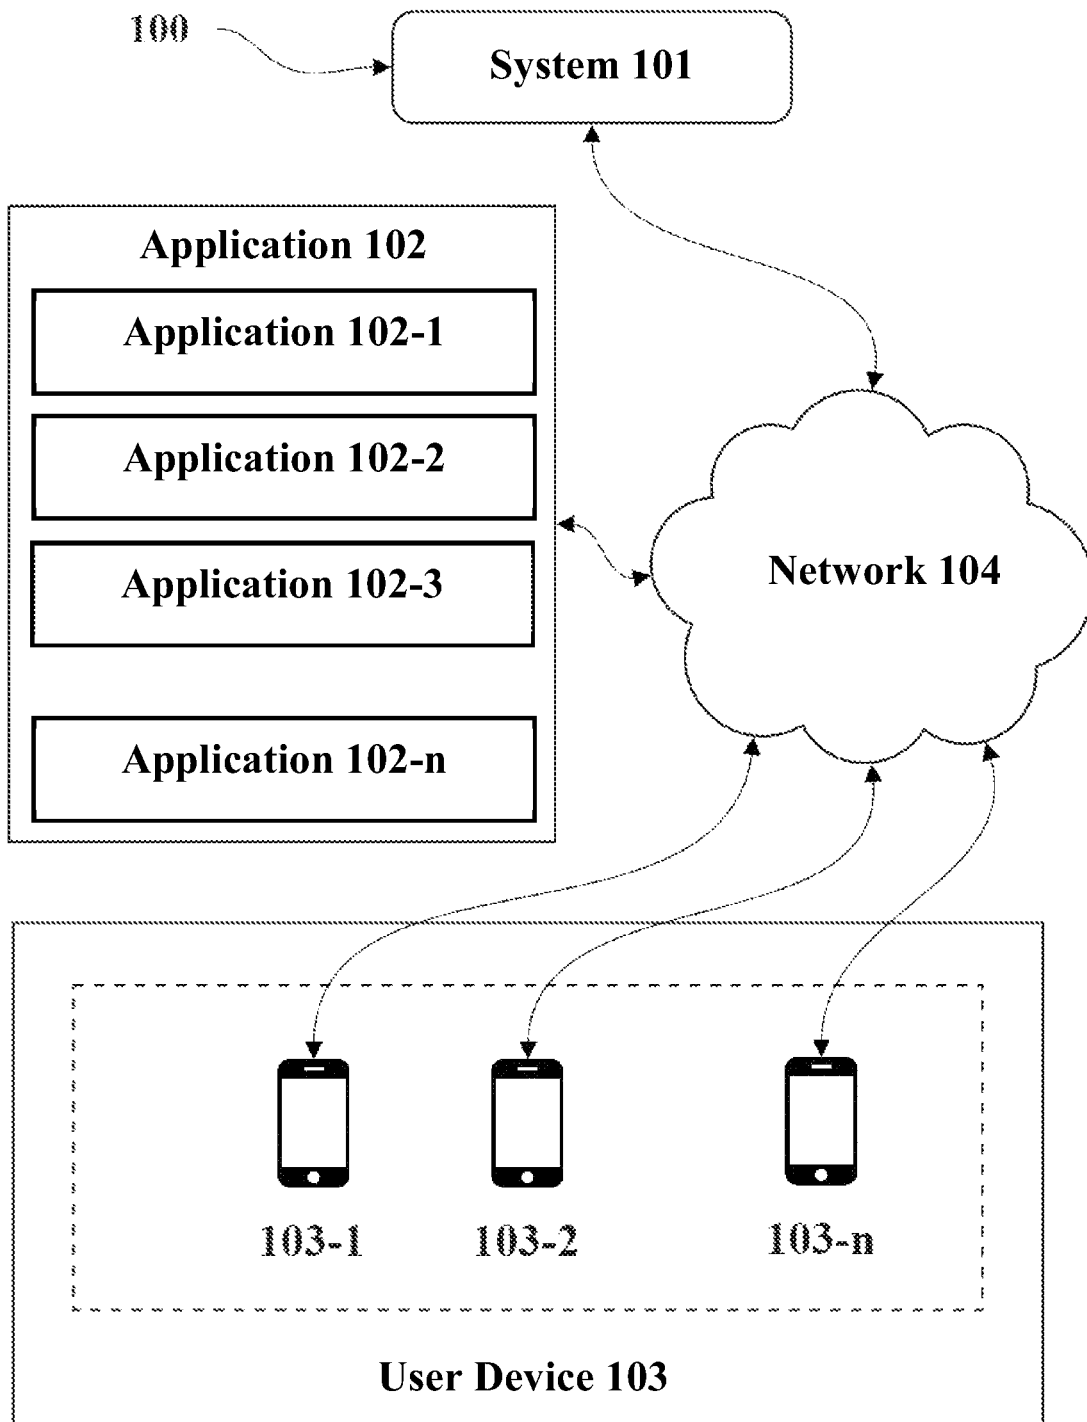 100
System 101
Application 102
Application 102-1
Application 102-2
Application 102-3
Application 102-n
Network 104
103-1
103-2
103-n
User Device 103